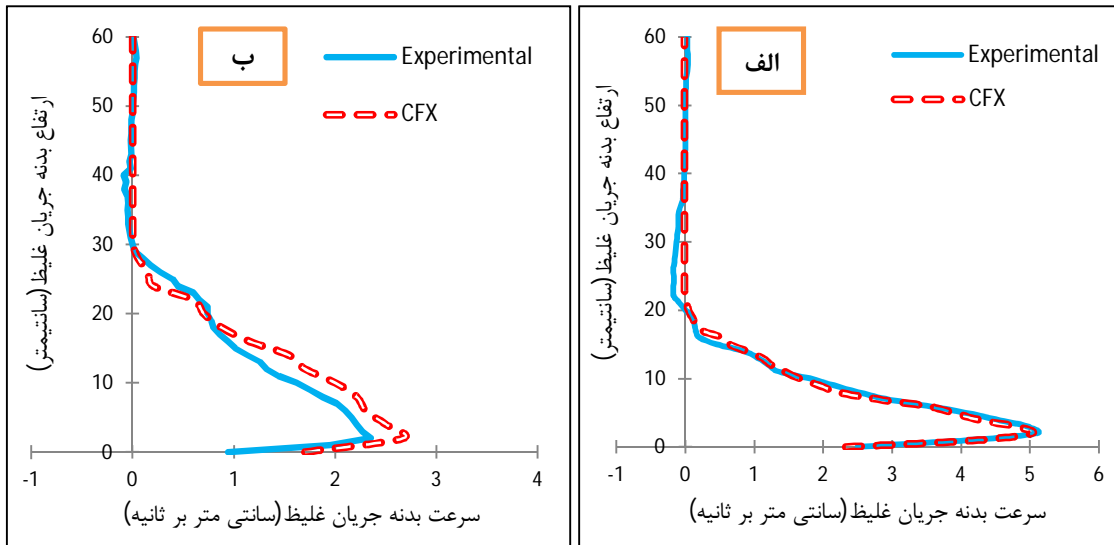 الف
Experimental
CFX
60
50
40
30
20
10
0
-1 0 1 2 3 4 5 6
ارتفاع بدنه جریان غلیظ(سانتیمتر)
سرعت بدنه جریان غلیظ(سانتی متر بر ثانیه)
ب
Experimental
CFX
60
50
40
30
20
10
0
-1 0 1 2 3 4
ارتفاع بدنه جریان غلیظ(سانتیمتر)
سرعت بدنه جریان غلیظ(سانتی متر بر ثانیه)